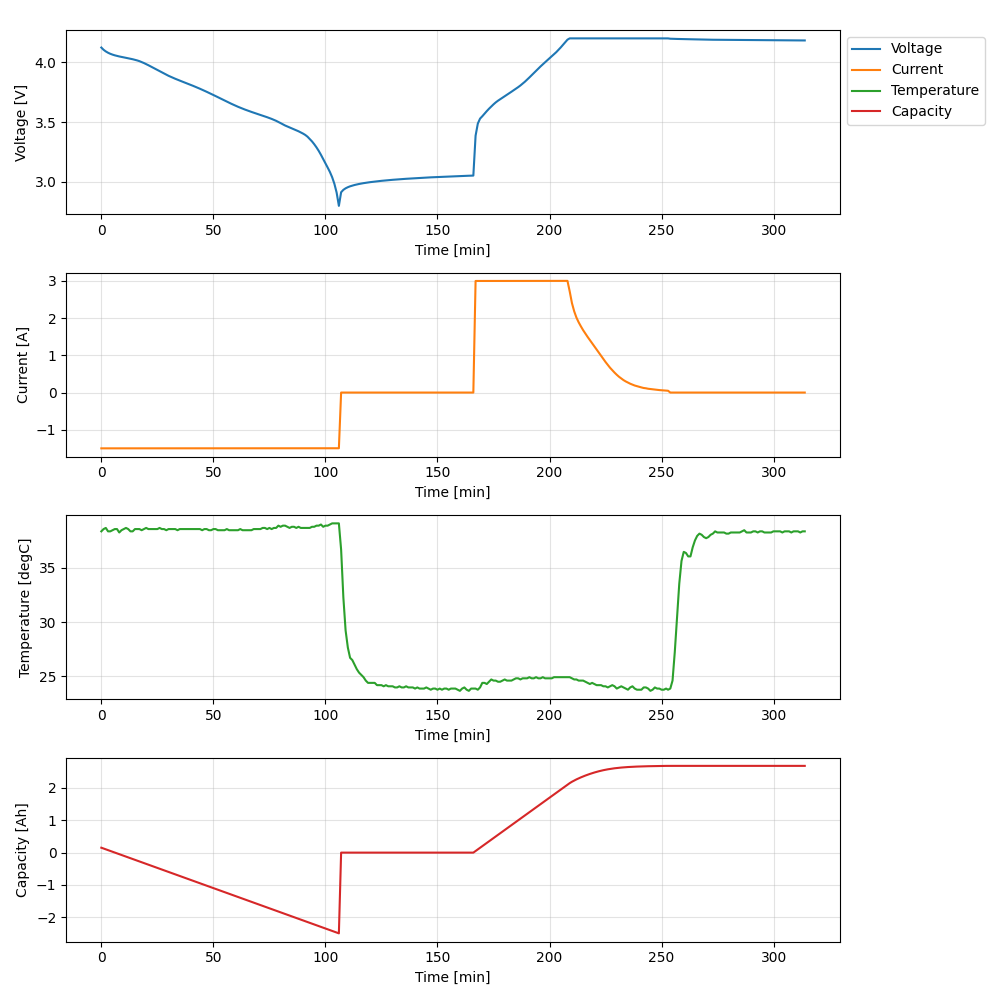 4.0
3.5
3.0
Voltage [V]
0 50 100 150 200 250 300
Time [min]
Voltage
Current
Temperature
Capacity
3
2
1
0
−1
Current [A]
0 50 100 150 200 250 300
Time [min]
35
30
25
Temperature [degC]
0 50 100 150 200 250 300
Time [min]
2
1
0
−1
−2
Capacity [Ah]
0 50 100 150 200 250 300
Time [min]